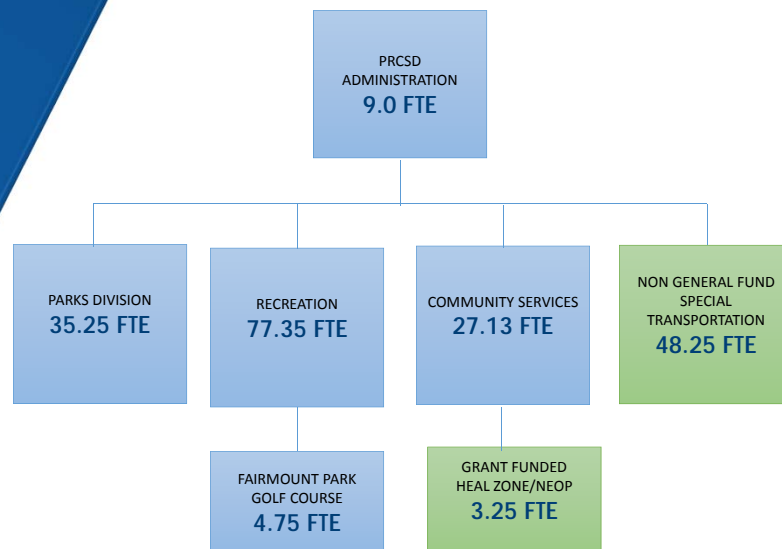 PRCSD
ADMINISTRATION
9.0 FTE
PARKS DIVISION
35.25 FTE
RECREATION
77.35 FTE
COMMUNITY SERVICES
27.13 FTE
NON GENERAL FUND
SPECIAL
TRANSPORTATION
48.25 FTE
FAIRMOUNT PARK
GOLF COURSE
4.75 FTE
GRANT FUNDED
HEAL ZONE/NEOP
3.25 FTE